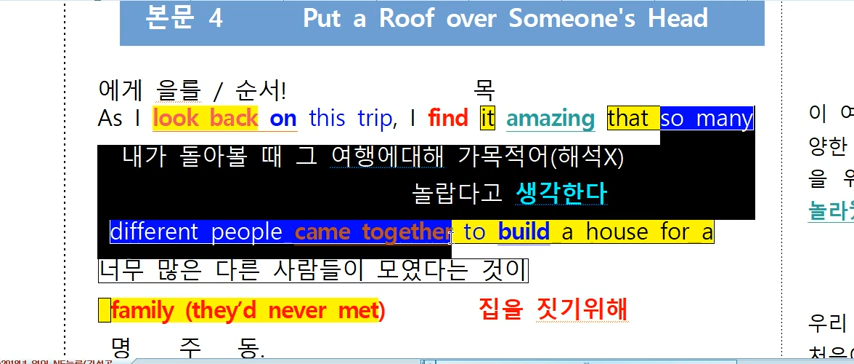 본문 4 Put a Roof over Someone's Head
에게 을를 / 순서! 목
As I look back on this trip, I find it amazing that so many
내가 돌아볼 때 그 여행에대해 가목적어(해석X)
놀랍다고 생각한다
different people came together to build a house for a
너무 많은 다른 사람들이 모였다는 것이
family (they’d never met) 집을 짓기위해
명 주 동.
이 여
양한
을 위
놀라
우리